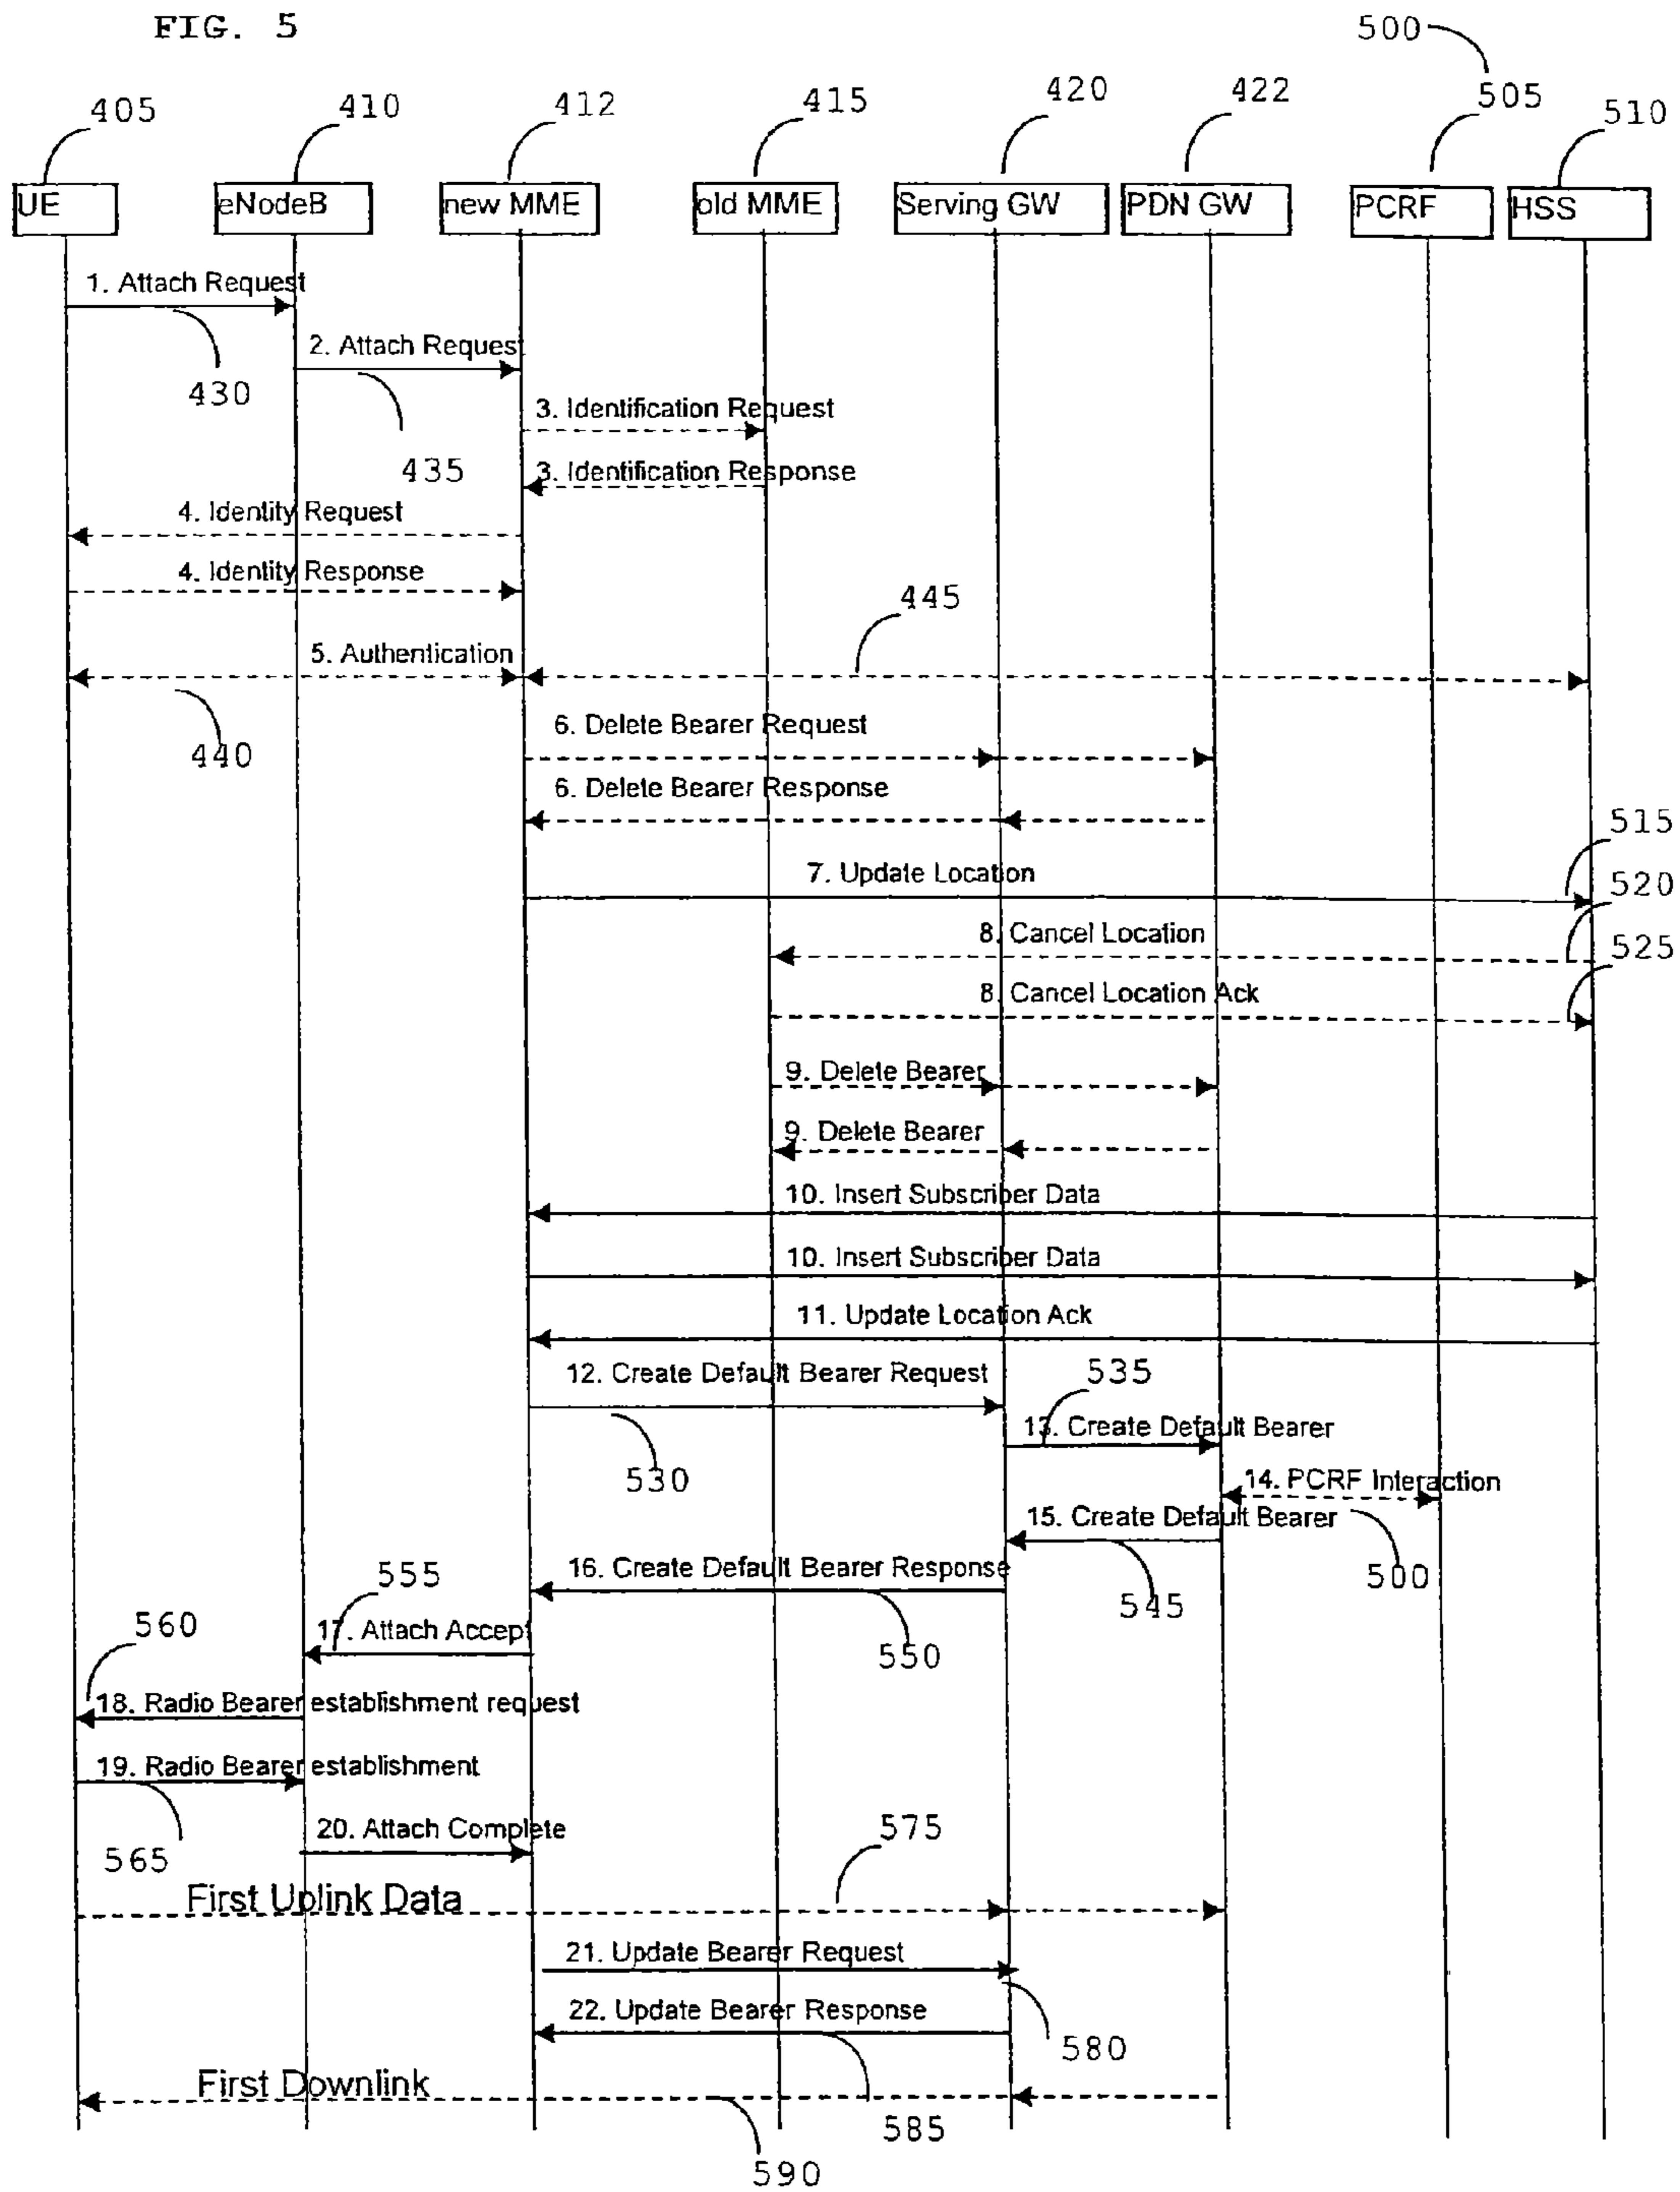 FIG. 5
500
405
410
412
415
420
422
505
510
UE
eNodeB
new MME
old MME
Serving GW
PDN GW
PCRF
HSS
1. Attach Request
430
2. Attach Reques
435
3. Identification Request
3. Identification Response
4. Identity Request
4. Identity Response
445
5. Authentication
440
6. Delete Bearer Request
6. Delete Bearer Response
515
7. Update Location
520
8. Cancel Location
525
8. Cancel Location Ack
9. Delete Bearer
9. Delete Bearer
10. Insert Subscriber Data
10. Insert Subscriber Data
11. Update Location Ack
12. Create Default Bearer Request
535
13. Create Default Bearer
530
14. PCRF Interaction
15. Create Default Bearer
500
16. Create Default Bearer Response
555
545
560
17. Attach Accept
550
18. Radio Bearer establishment request
19. Radio Bearer establishment
20. Attach Complete
575
565
First Uplink Data
21. Update Bearer Request
22. Update Bearer Response
580
First Downlink
585
590